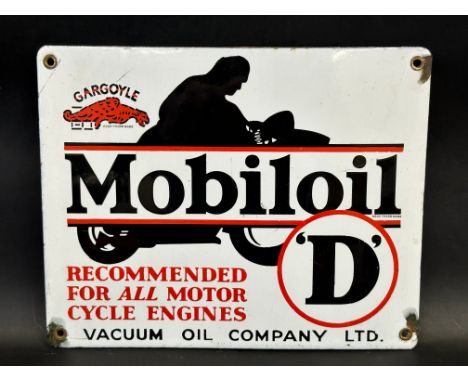 GARGOYLE
Mobiloil
'D'
RECOMMENDED
FOR ALL MOTOR
CYCLE ENGINES
VACUUM OIL COMPANY LTD.